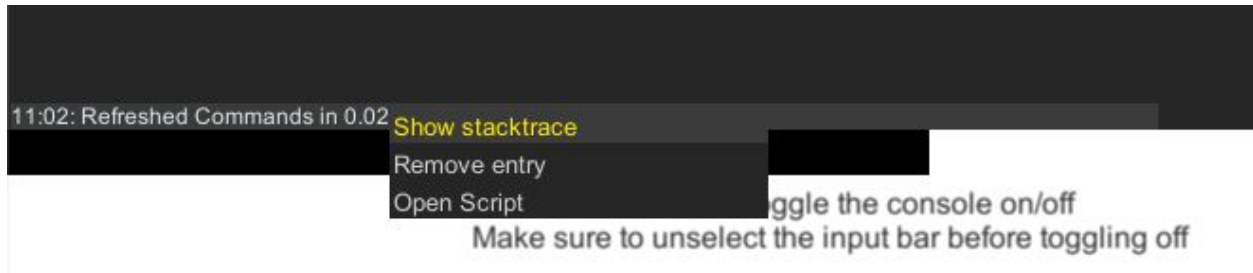 11:02: Refreshed Commands in 0.02
Show stacktrace
Remove entry
Open Script
toggle the console on/off
Make sure to unselect the input bar before toggling off